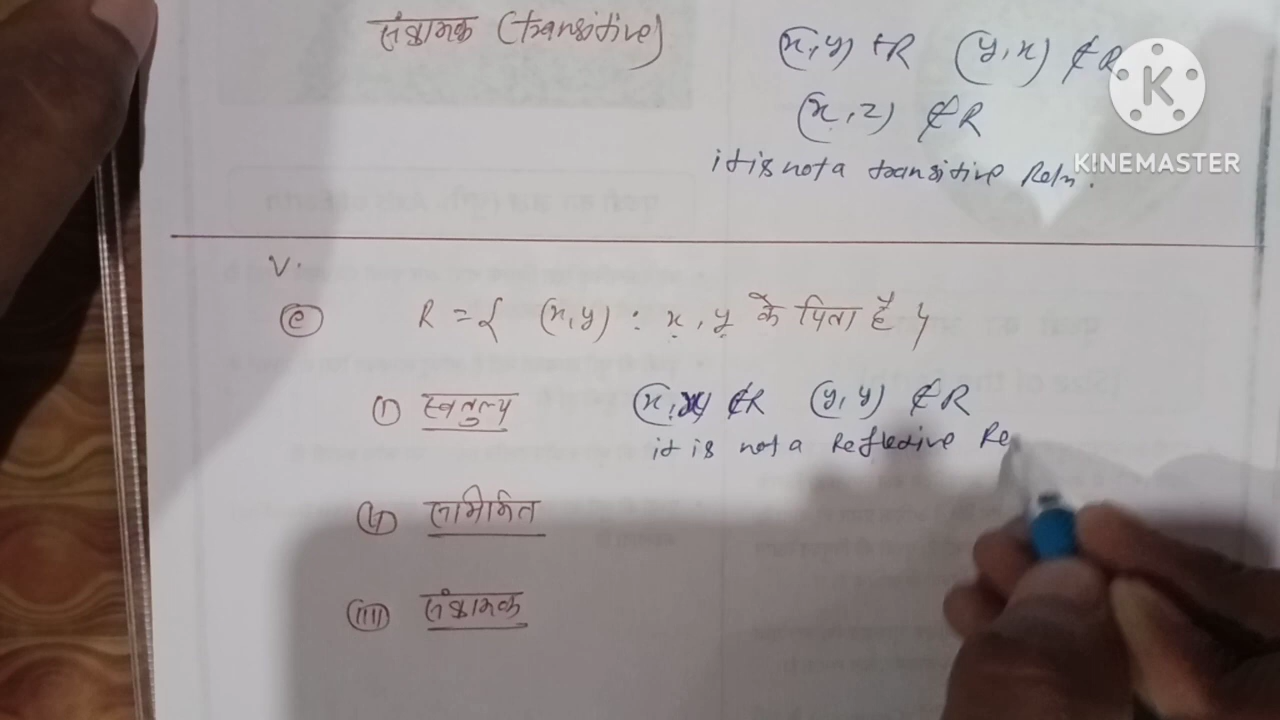 संक्रामक (transitive)
(x,y) ∈R (y,x) ∉R
(x,z) ∉R
K
KINEMASTER
it is not a transitive Reln.
V.
(e) R = { (x,y) : x, y के पिता है }
(i) स्वतुल्य (x,x) ∉R (y,y) ∉R
it is not a Reflexive Re
(ii) सममित
(iii) संक्रामक